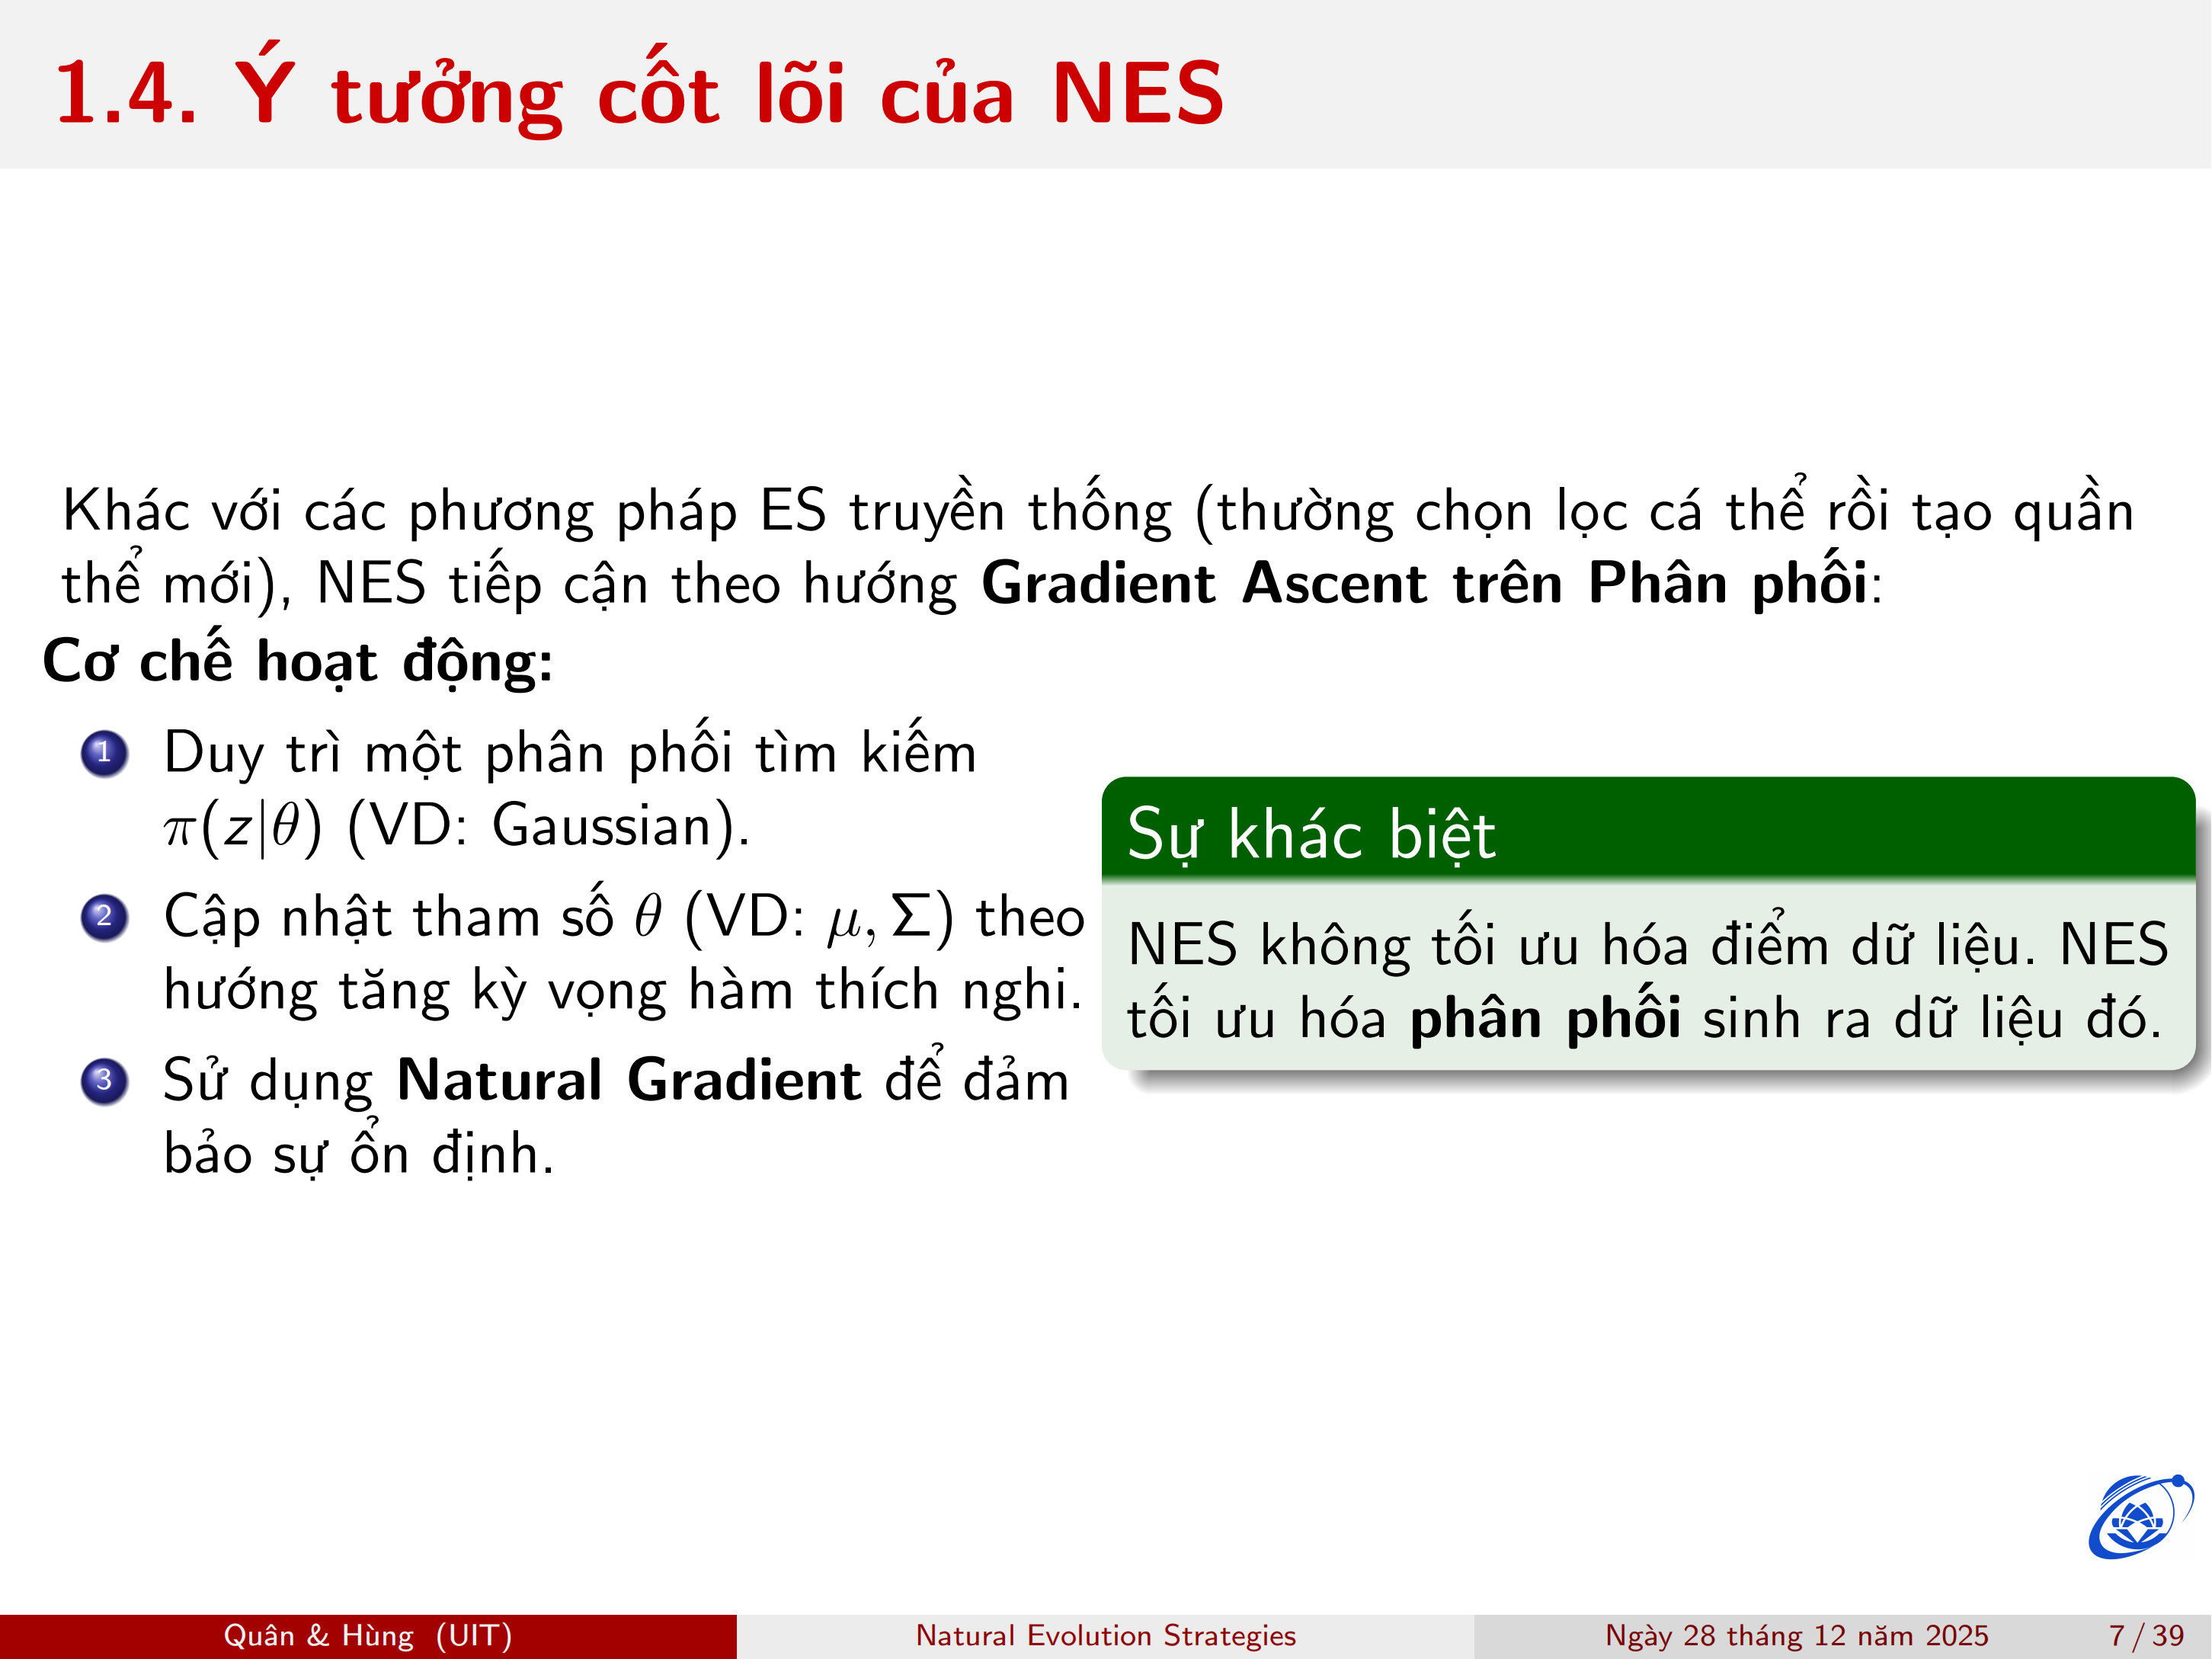 1.4. Ý tưởng cốt lõi của NES
Khác với các phương pháp ES truyền thống (thường chọn lọc cá thể rồi tạo quần
thể mới), NES tiếp cận theo hướng Gradient Ascent trên Phân phối:
Cơ chế hoạt động:
1 Duy trì một phân phối tìm kiếm
π(z|θ) (VD: Gaussian).
2 Cập nhật tham số θ (VD: μ, Σ) theo
hướng tăng kỳ vọng hàm thích nghi.
3 Sử dụng Natural Gradient để đảm
bảo sự ổn định.
Sự khác biệt
NES không tối ưu hóa điểm dữ liệu. NES
tối ưu hóa phân phối sinh ra dữ liệu đó.
Quân & Hùng (UIT) Natural Evolution Strategies Ngày 28 tháng 12 năm 2025 7 / 39